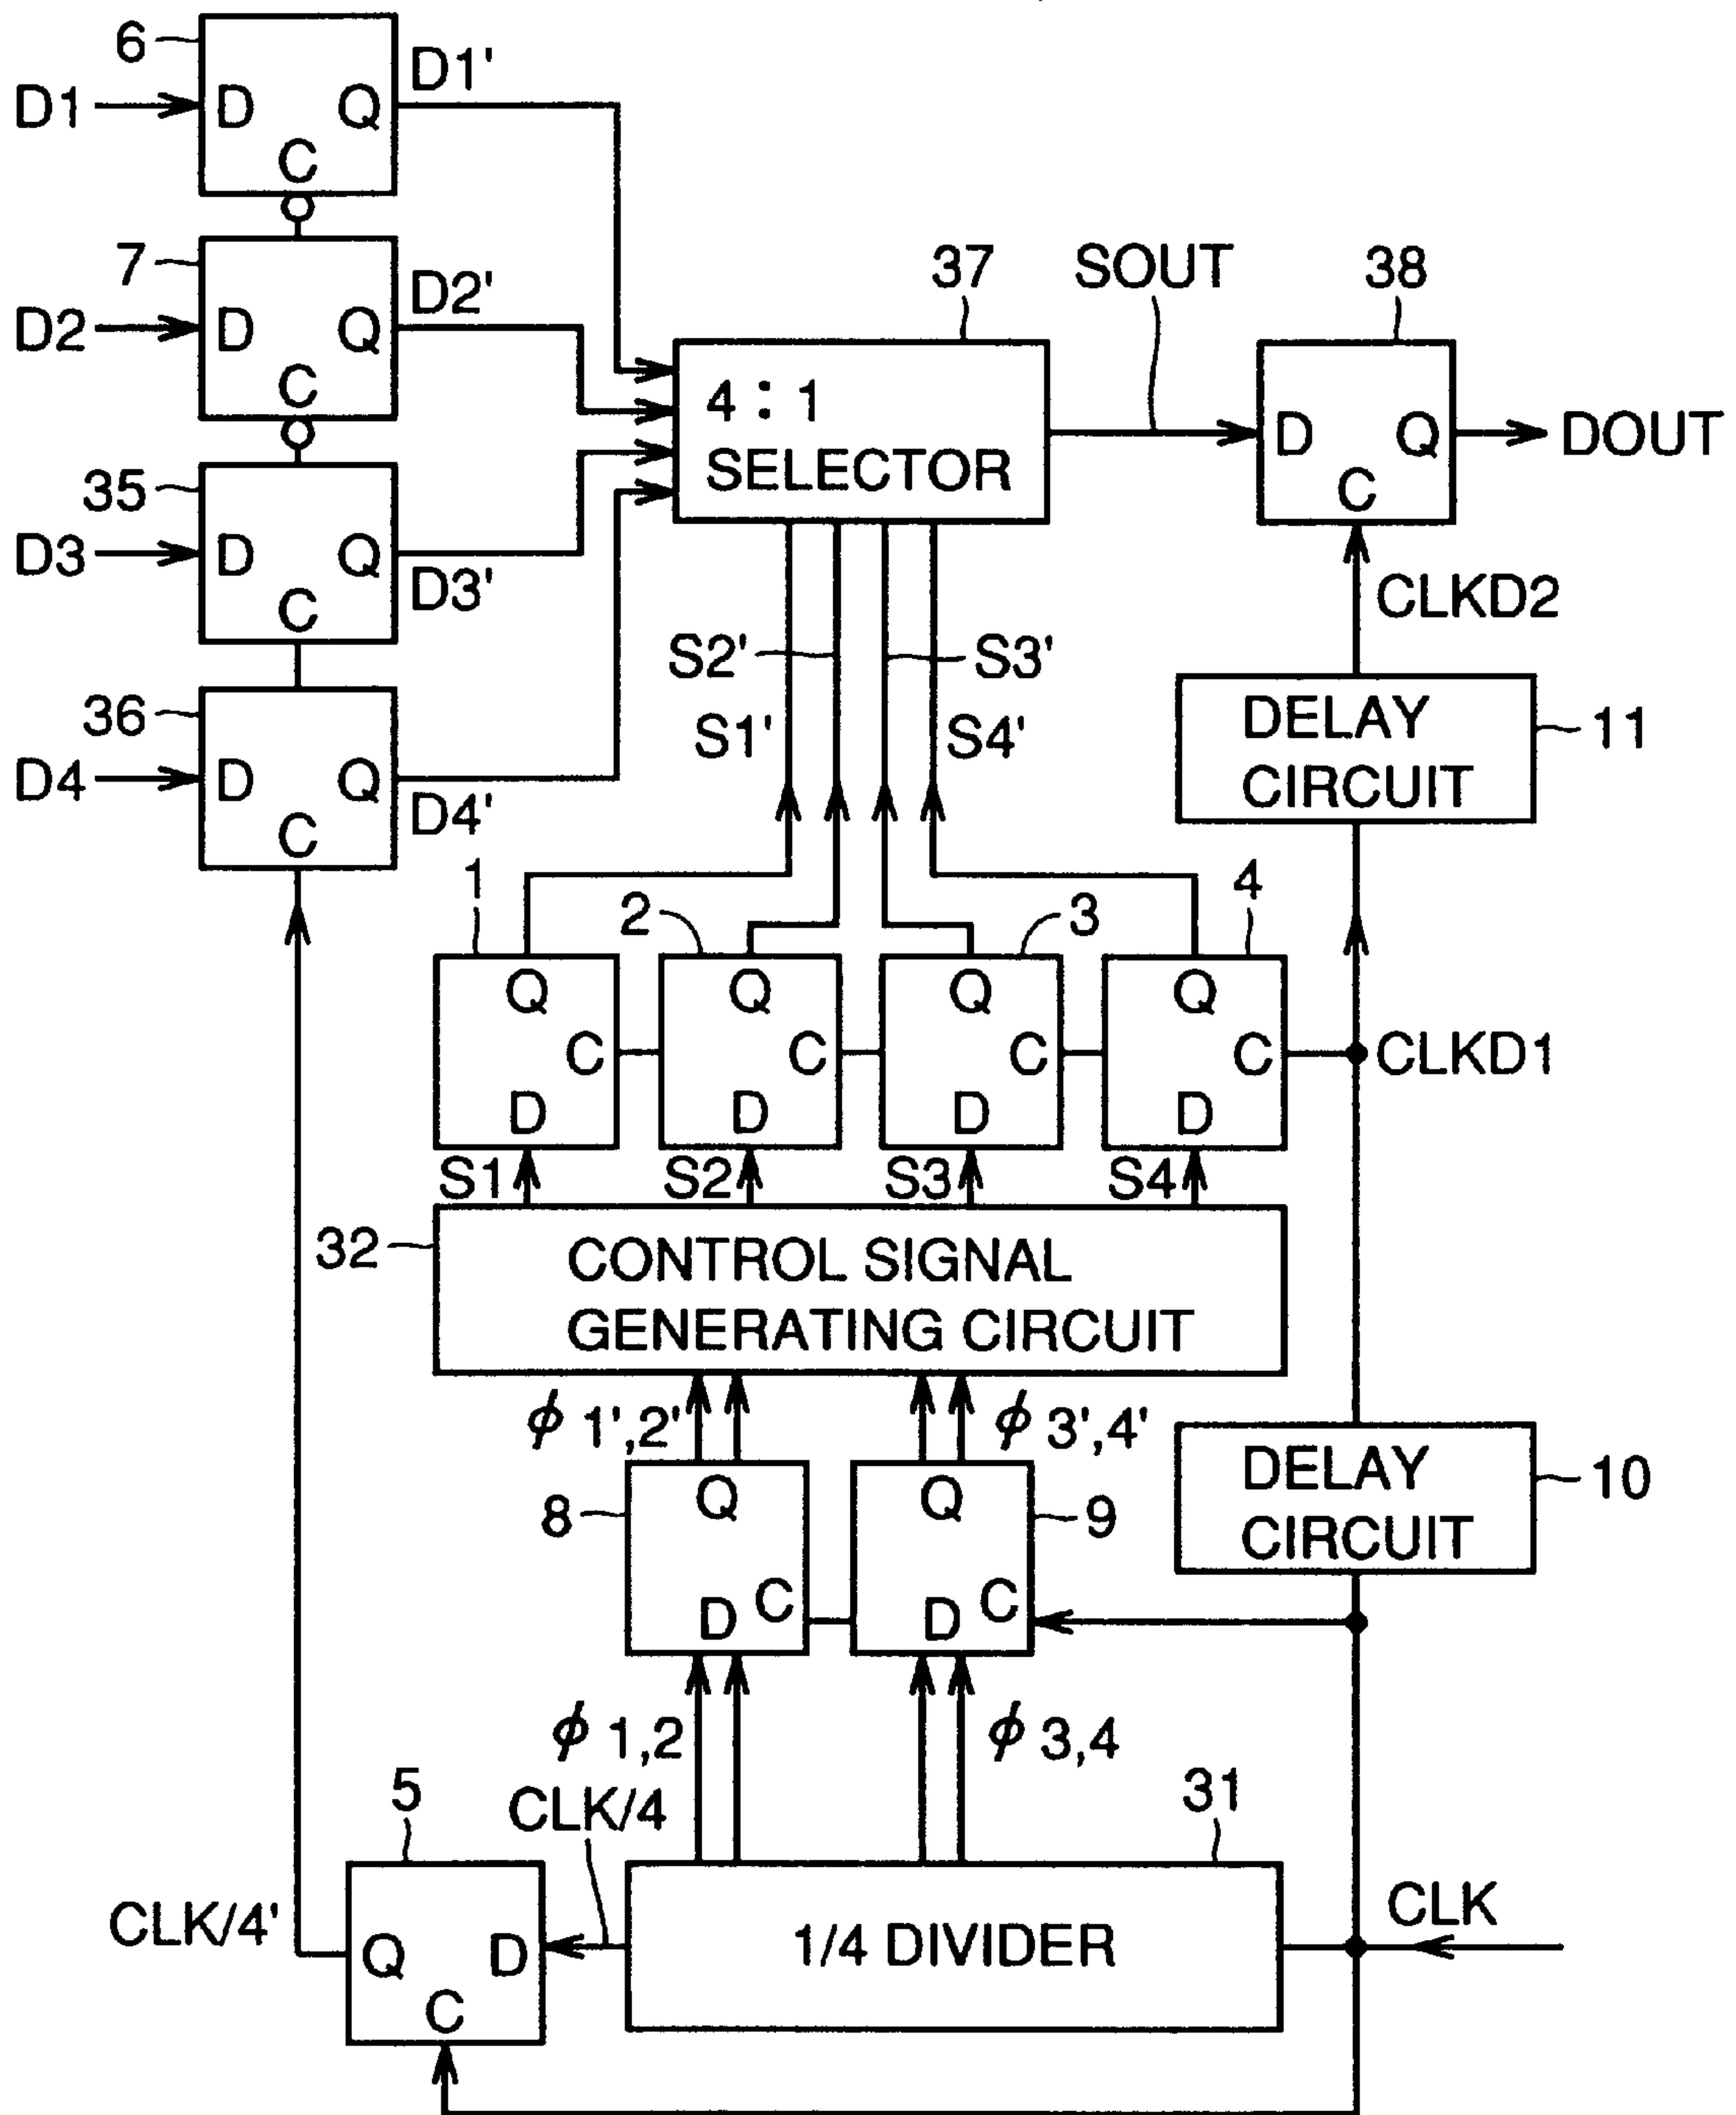 6
D1
D
Q
C
D1'
7
D2
D
Q
C
D2'
35
D3
D
Q
C
D3'
36
D4
D
Q
C
D4'
37
4 : 1
SELECTOR
SOUT
38
D
Q
C
DOUT
CLKD2
S2'
S3'
S1'
S4'
DELAY
CIRCUIT
11
1
Q
C
D
2
Q
C
D
3
Q
C
D
4
Q
C
D
CLKD1
S1
S2
S3
S4
32
CONTROL SIGNAL
GENERATING CIRCUIT
ϕ 1',2'
ϕ 3',4'
DELAY
CIRCUIT
10
8
Q
D
C
9
Q
D
C
ϕ 1,2
ϕ 3,4
5
CLK/4
31
CLK/4'
Q
D
C
1/4 DIVIDER
CLK